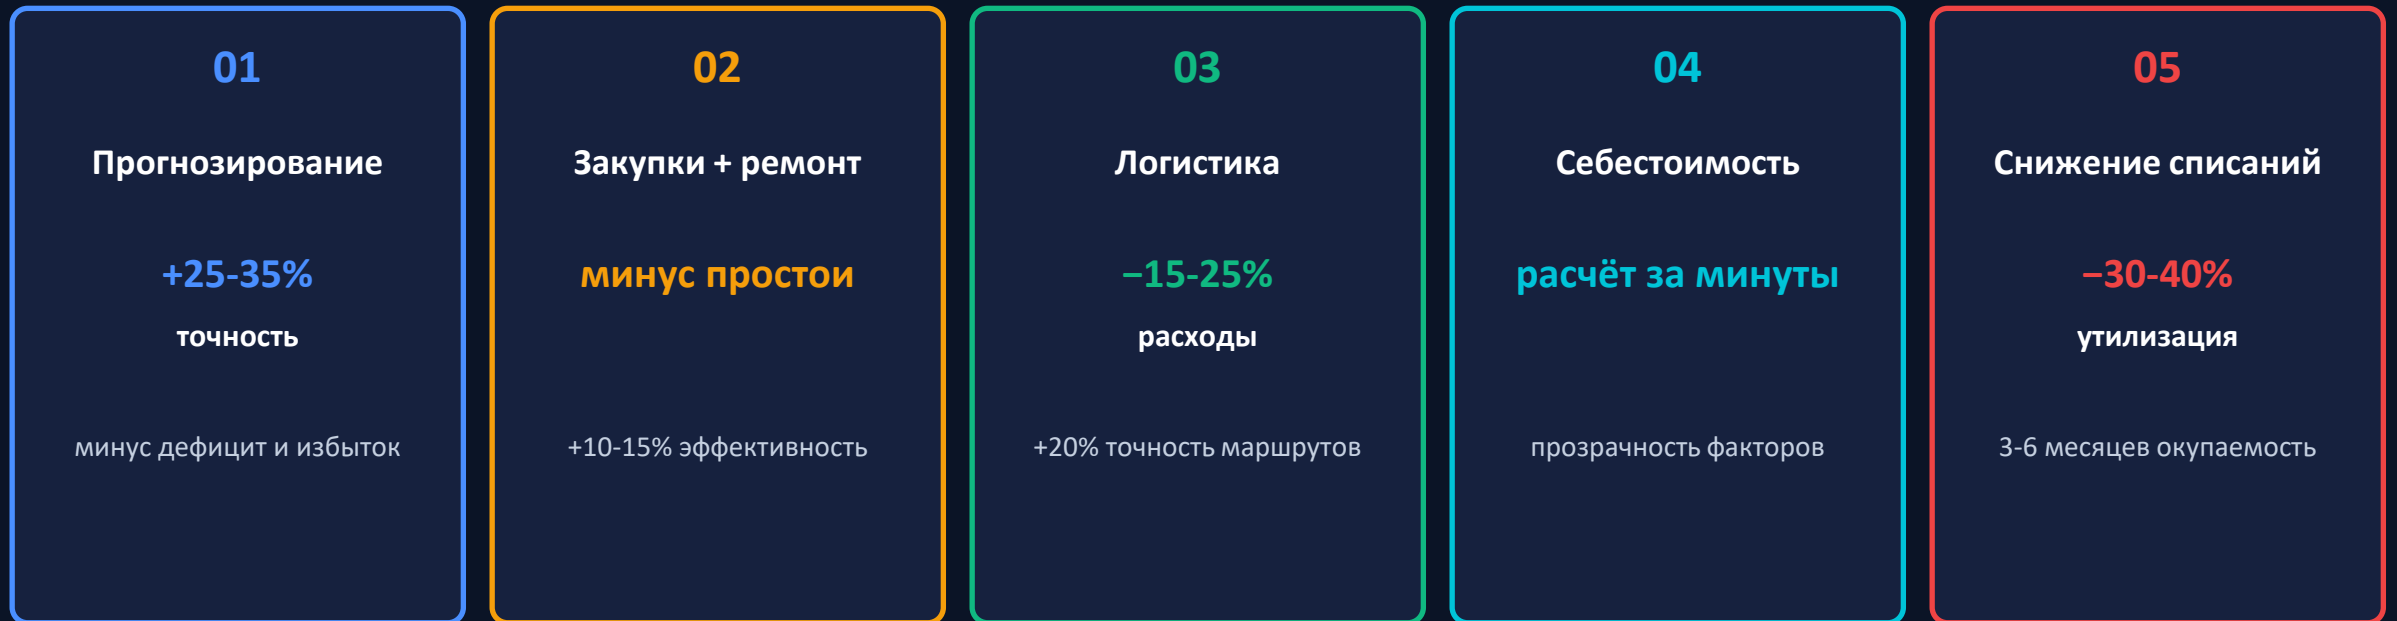 01
Прогнозирование
+25-35%
точность
минус дефицит и избыток
02
Закупки + ремонт
минус простои
+10-15% эффективность
03
Логистика
−15-25%
расходы
+20% точность маршрутов
04
Себестоимость
расчёт за минуты
прозрачность факторов
05
Снижение списаний
−30-40%
утилизация
3-6 месяцев окупаемость